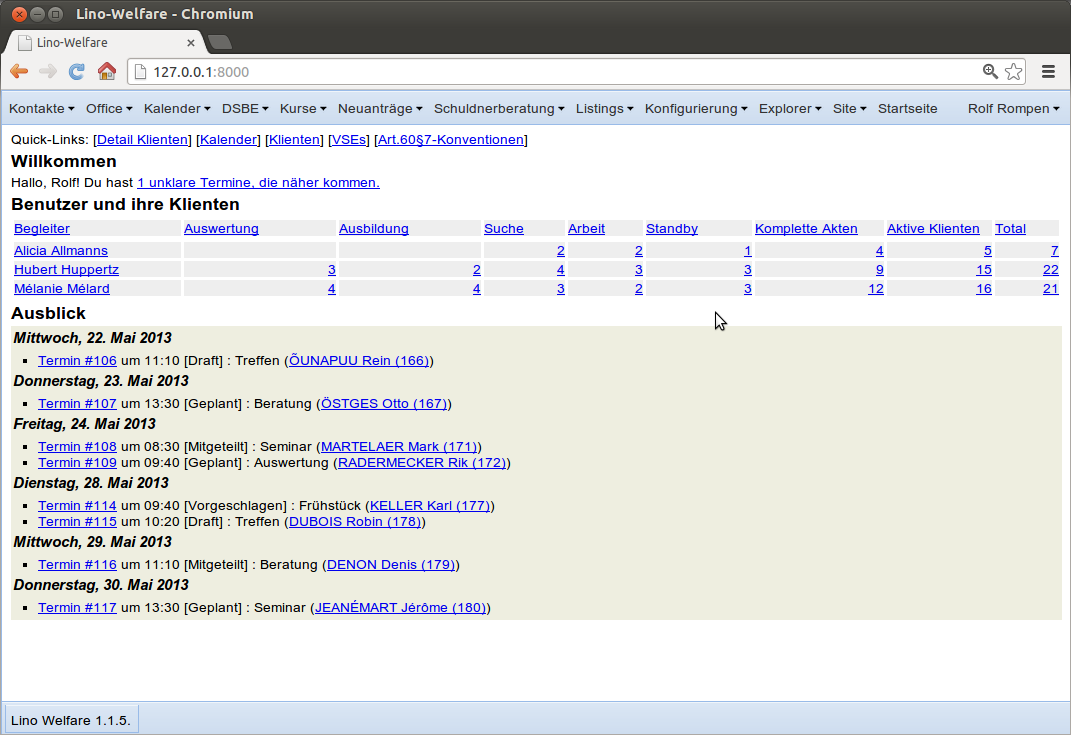 Lino-Welfare - Chromium
Lino-Welfare
127.0.0.1:8000
Kontakte Office Kalender DSBE Kurse Neuanträge Schuldnerberatung Listings Konfigurierung Explorer Site Startseite Rolf Rompen
Quick-Links: [Detail Klienten] [Kalender] [Klienten] [VSEs] [Art.60§7-Konventionen]
Willkommen
Hallo, Rolf! Du hast 1 unklare Termine, die näher kommen.
Benutzer und ihre Klienten
Begleiter Auswertung Ausbildung Suche Arbeit Standby Komplette Akten Aktive Klienten Total
Alicia Allmanns 2 2 1 4 5 7
Hubert Huppertz 3 2 4 3 3 9 15 22
Mélanie Mélard 4 4 3 2 3 12 16 21
Ausblick
Mittwoch, 22. Mai 2013
Termin #106 um 11:10 [Draft] : Treffen (ÕUNAPUU Rein (166))
Donnerstag, 23. Mai 2013
Termin #107 um 13:30 [Geplant] : Beratung (ÖSTGES Otto (167))
Freitag, 24. Mai 2013
Termin #108 um 08:30 [Mitgeteilt] : Seminar (MARTELAER Mark (171))
Termin #109 um 09:40 [Geplant] : Auswertung (RADERMECKER Rik (172))
Dienstag, 28. Mai 2013
Termin #114 um 09:40 [Vorgeschlagen] : Frühstück (KELLER Karl (177))
Termin #115 um 10:20 [Draft] : Treffen (DUBOIS Robin (178))
Mittwoch, 29. Mai 2013
Termin #116 um 11:10 [Mitgeteilt] : Beratung (DENON Denis (179))
Donnerstag, 30. Mai 2013
Termin #117 um 13:30 [Geplant] : Seminar (JEANÉMART Jérôme (180))
Lino Welfare 1.1.5.